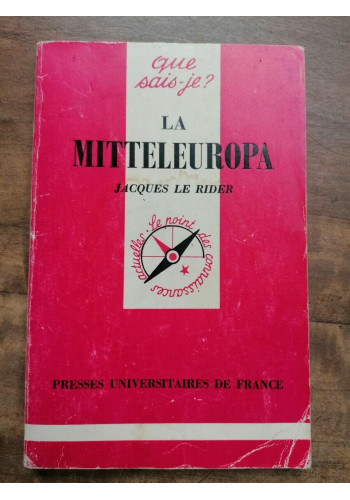 que
sais-je?
LA
MITTELEUROPA
JACQUES LE RIDER
Le point des connaissances actuelles
PRESSES UNIVERSITAIRES DE FRANCE